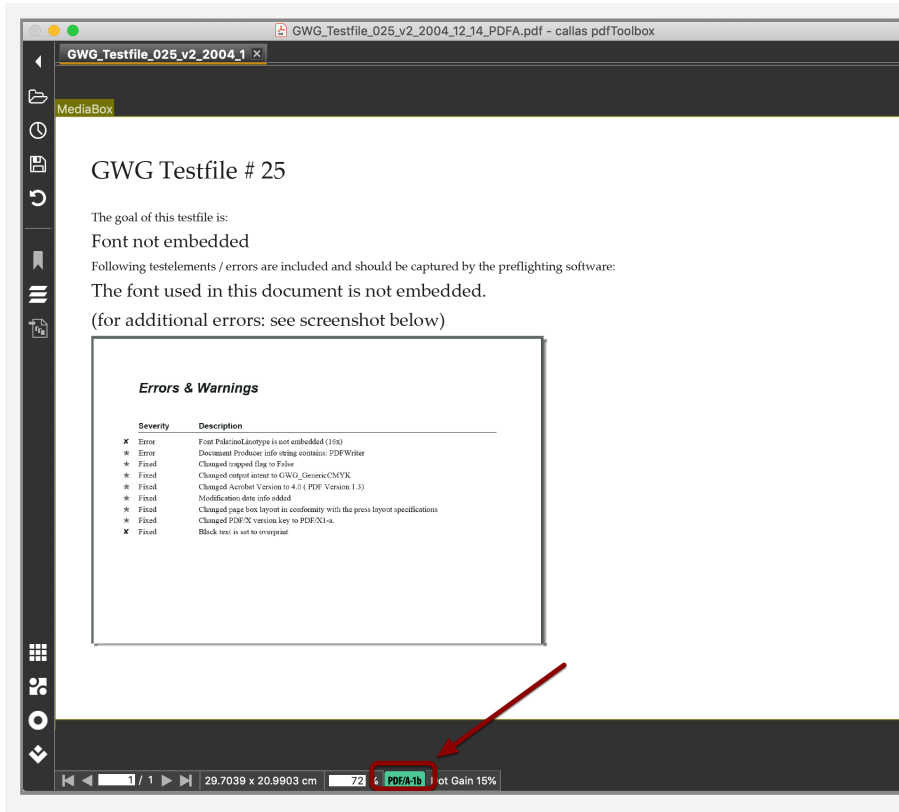 GWG_Testfile_025_v2_2004_12_14_PDFA.pdf - callas pdfToolbox
GWG_Testfile_025_v2_2004_1
MediaBox
GWG Testfile # 25
The goal of this testfile is:
Font not embedded
Following testelements / errors are included and should be captured by the preflighting software:
The font used in this document is not embedded.
(for additional errors: see screenshot below)
Errors & Warnings
Severity Description
✘ Error Font PalatinoLinotype is not embedded (16x)
* Error Document Producer info string contains: PDFWriter
* Fixed Changed trapped flag to False
* Fixed Changed output intent to GWG_GenericCMYK
* Fixed Changed Acrobat Version to 4.0 ( PDF Version 1.3)
* Fixed Modification date info added
* Fixed Changed page box layout in conformity with the press layout specifications
* Fixed Changed PDF/X version key to PDF/X1-a.
✘ Fixed Black text is set to overprint
1 / 1 29.7039 x 20.9903 cm 72 % PDF/A-1b Dot Gain 15%